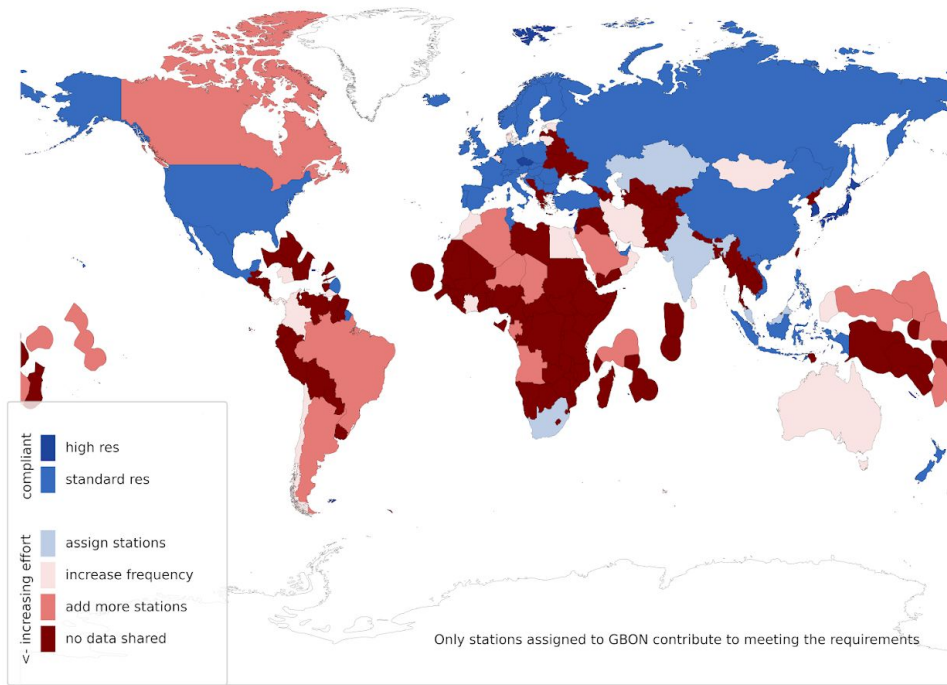 compliant
high res
standard res
<- increasing effort
assign stations
increase frequency
add more stations
no data shared
Only stations assigned to GBON contribute to meeting the requirements